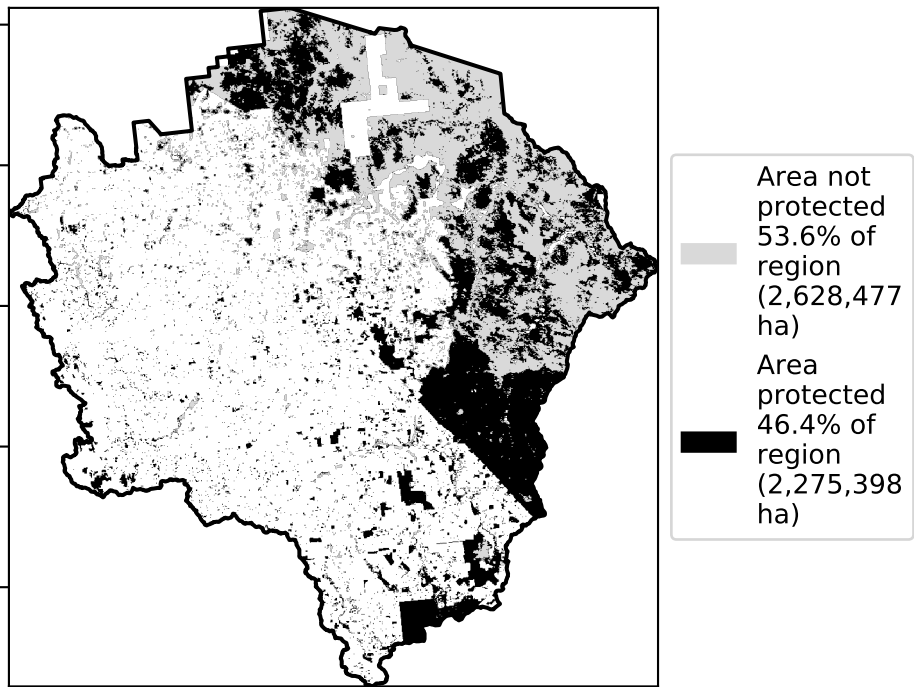 Area not
protected
53.6% of
region
(2,628,477
ha)
Area
protected
46.4% of
region
(2,275,398
ha)